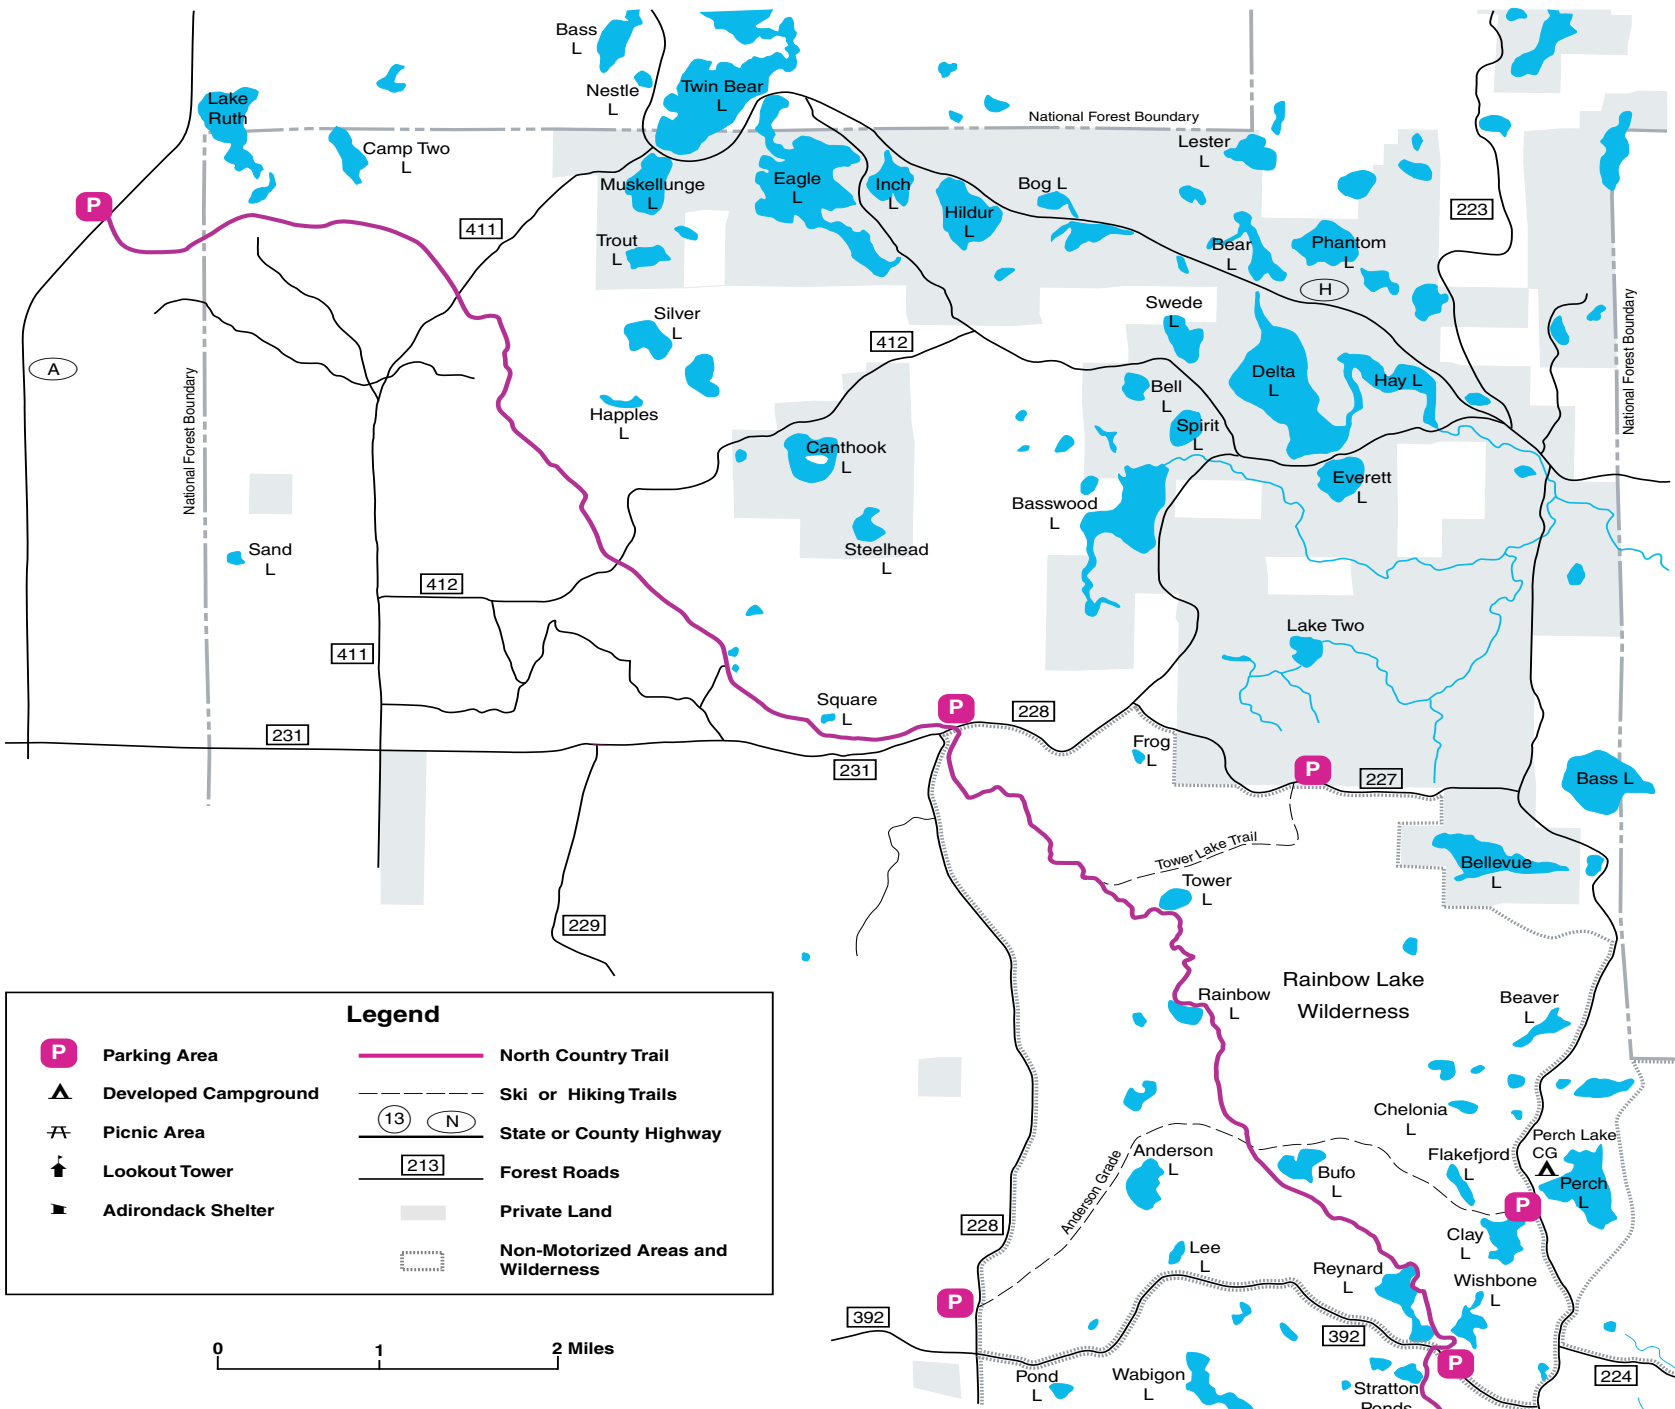 Bass
L
Nestle
L
Twin Bear
L
Lake
Ruth
Camp Two
L
National Forest Boundary
Lester
L
P
Muskellunge
L
Eagle
L
Inch
L
Bog L
Hildur
L
223
411
Trout
L
Bear
L
Phantom
L
H
Swede
L
Silver
L
412
A
National Forest Boundary
National Forest Boundary
Delta
L
Hay L
Bell
L
Happles
L
Spirit
L
Canthook
L
Everett
L
Basswood
L
Sand
L
Steelhead
L
412
Lake Two
411
Square
L
P
228
231
231
Frog
L
P
227
Bass L
Tower Lake Trail
Bellevue
L
Tower
L
229
Rainbow Lake
Wilderness
Rainbow
L
Beaver
L
Chelonia
L
Perch Lake
CG
Flakefjord
L
Perch
L
Anderson
L
Bufo
L
Anderson Grade
P
228
Clay
L
Lee
L
Reynard
L
Wishbone
L
P
392
392
P
Pond
L
Wabigon
L
Stratton
Ponds
224
Legend
P
Parking Area
Developed Campground
Picnic Area
Lookout Tower
Adirondack Shelter
North Country Trail
Ski or Hiking Trails
13
N
State or County Highway
213
Forest Roads
Private Land
Non-Motorized Areas and
Wilderness
0 1 2 Miles